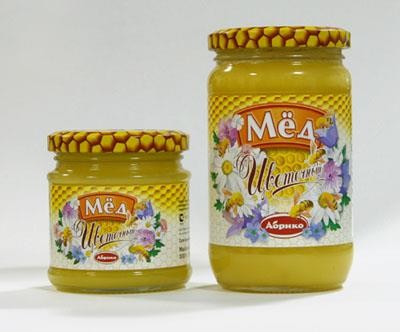 Мёд
Цветочный
Абрико
Мёд
Цветочный
Абрико